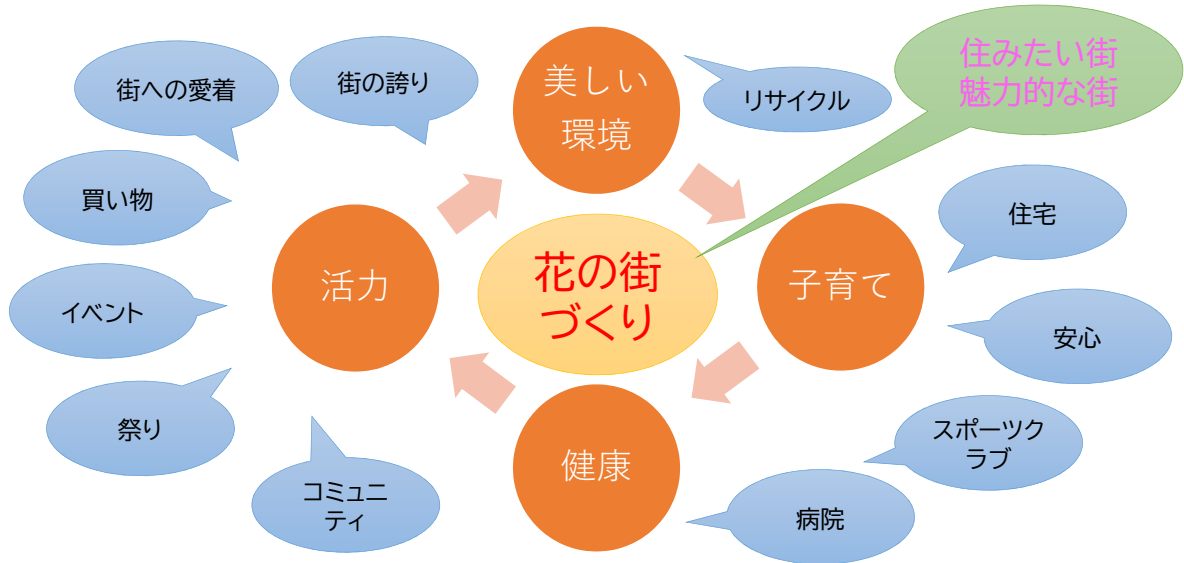 住みたい街
魅力的な街
街への愛着
街の誇り
美しい
環境
リサイクル
買い物
住宅
イベント
活力
花の街
づくり
子育て
安心
祭り
コミュニ
ティ
健康
スポーツク
ラブ
病院